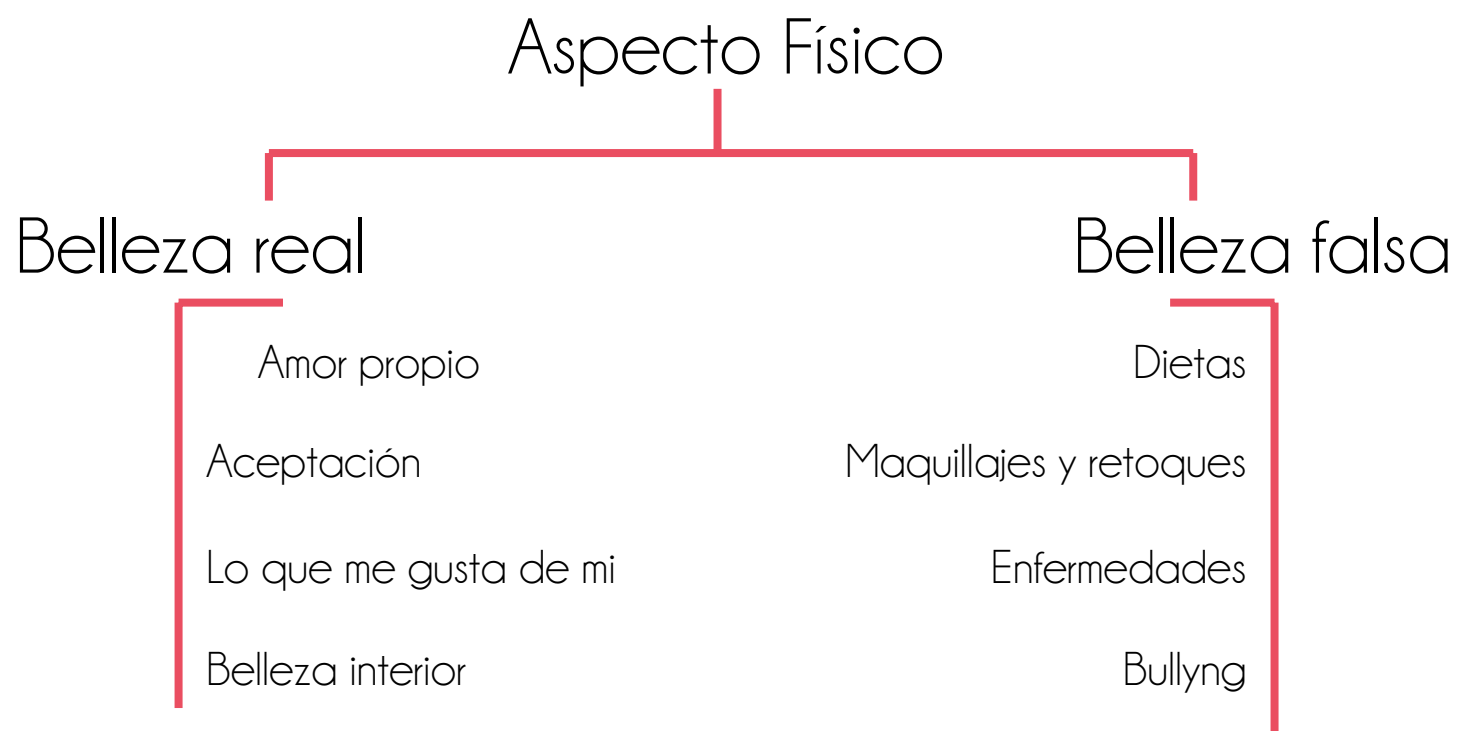 Aspecto Físico
Belleza real
Amor propio
Aceptación
Lo que me gusta de mi
Belleza interior
Belleza falsa
Dietas
Maquillajes y retoques
Enfermedades
Bullyng